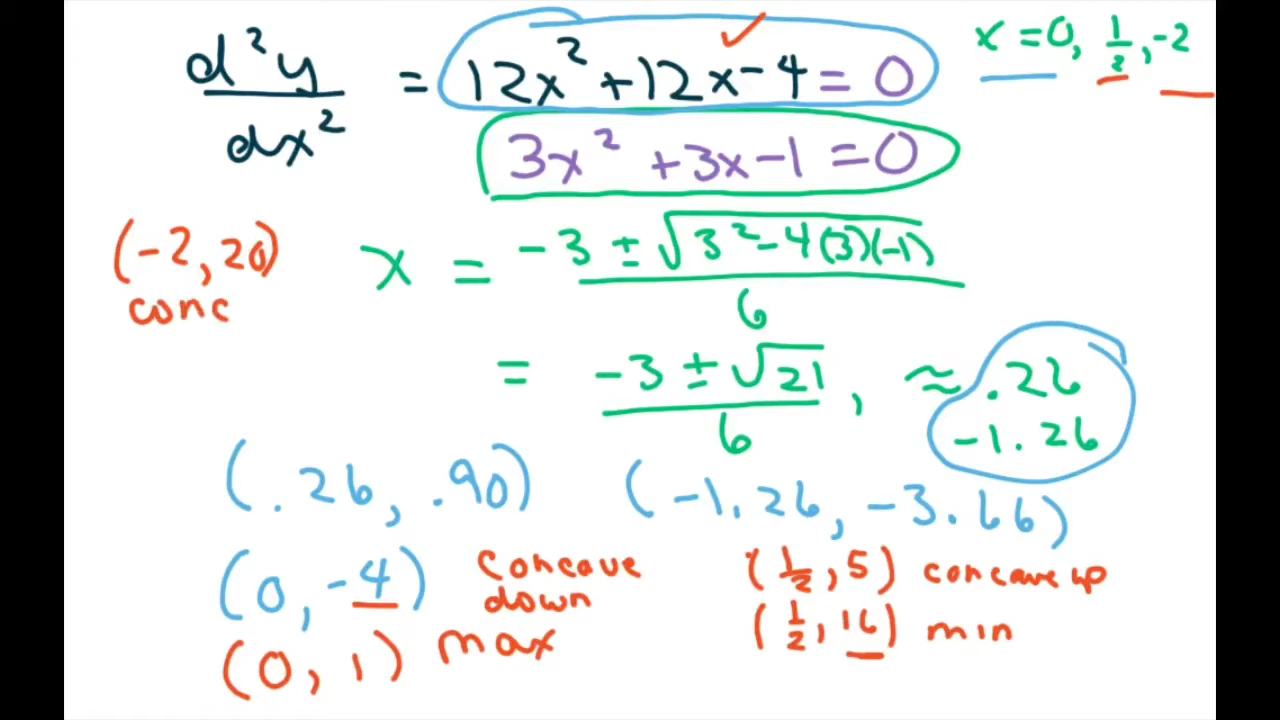 d²y/dx² = 12x² + 12x - 4 = 0
x = 0, 1/2, -2
3x² + 3x - 1 = 0
(-2, 20)
conc
x = (-3 ± √(3² - 4(3)(-1)))/6
= (-3 ± √21)/6, ≈ .26
-1.26
(.26, .90) (-1.26, -3.66)
(0, -4) concave down
(1/2, 5) concave up
(0, 1) max
(1/2, 16) min